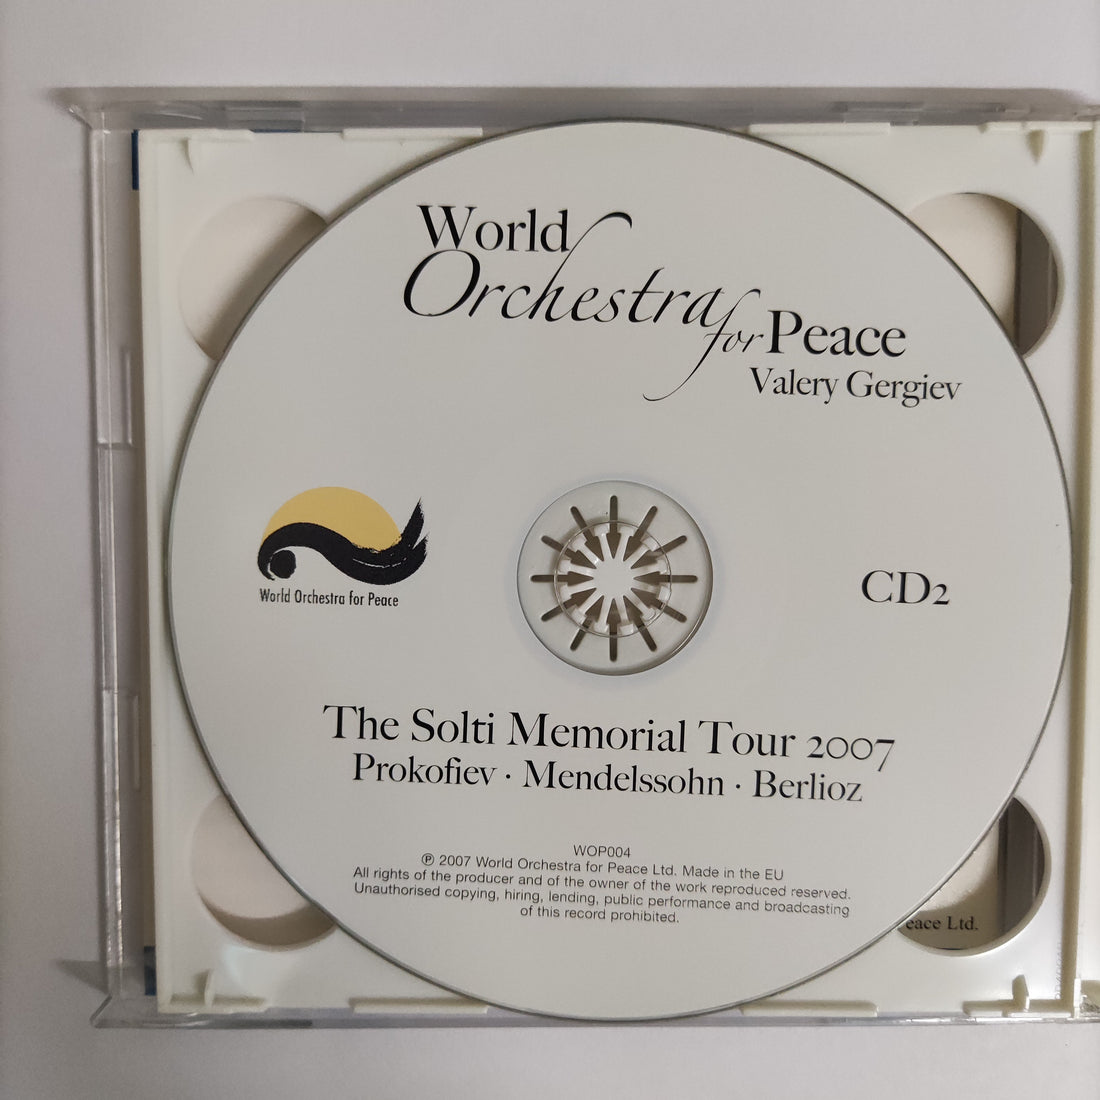 World
Orchestra for Peace
Valery Gergiev
World Orchestra for Peace
CD2
The Solti Memorial Tour 2007
Prokofiev · Mendelssohn · Berlioz
WOP004
℗ 2007 World Orchestra for Peace Ltd. Made in the EU
All rights of the producer and of the owner of the work reproduced reserved.
Unauthorised copying, hiring, lending, public performance and broadcasting
of this record prohibited.
eace Ltd.